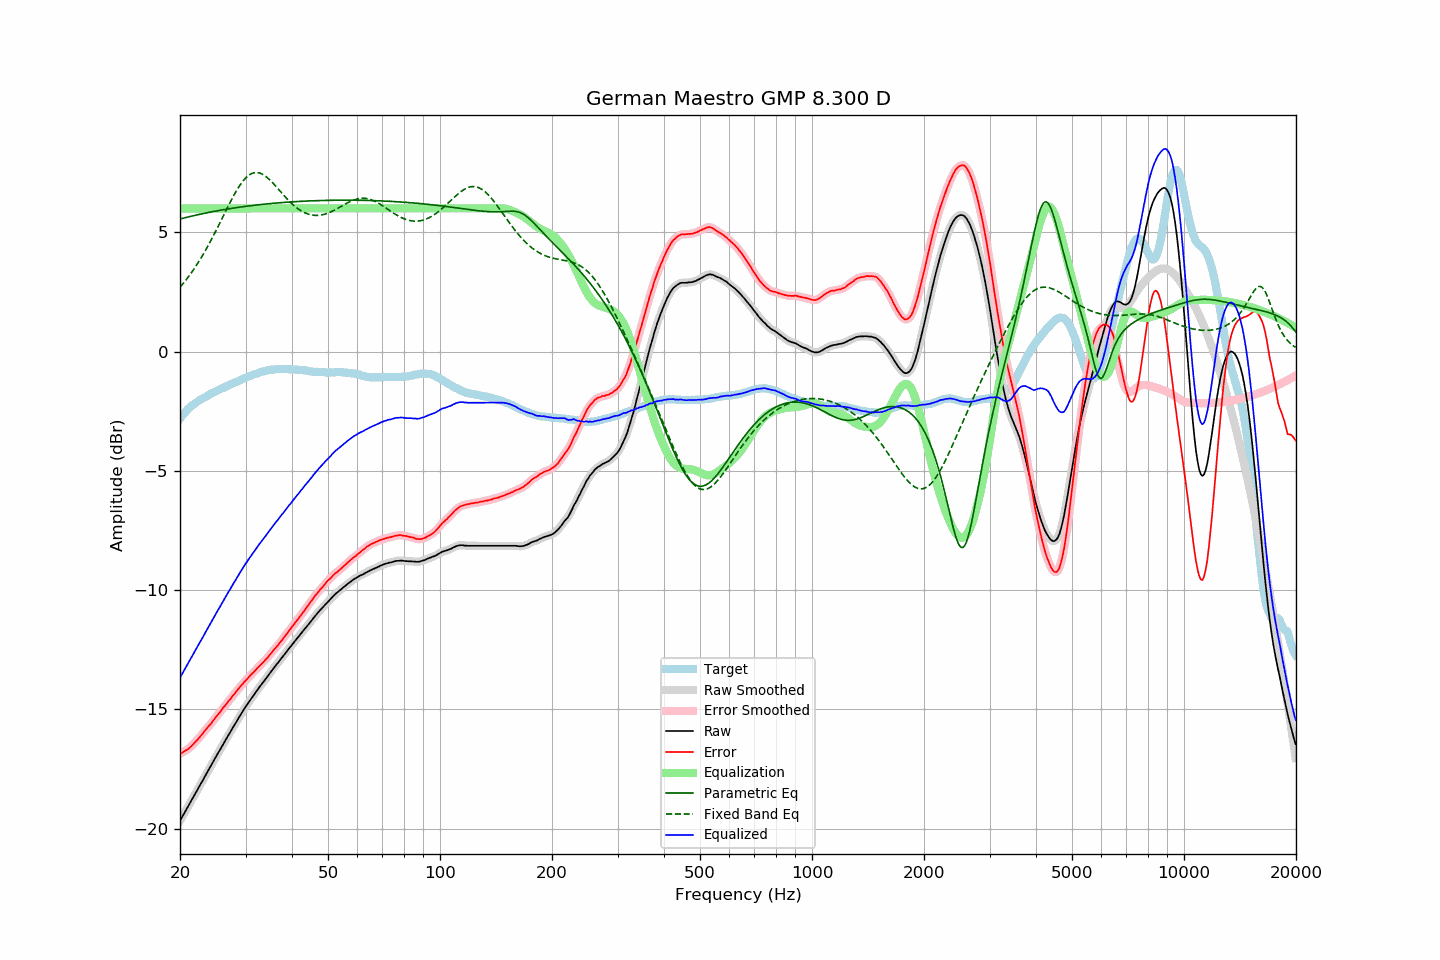 German Maestro GMP 8.300 D
Amplitude (dBr)
5
0
−5
−10
−15
−20
Target
Raw Smoothed
Error Smoothed
Raw
Error
Equalization
Parametric Eq
Fixed Band Eq
Equalized
20
50
100
200
500
1000
2000
5000
10000
20000
Frequency (Hz)